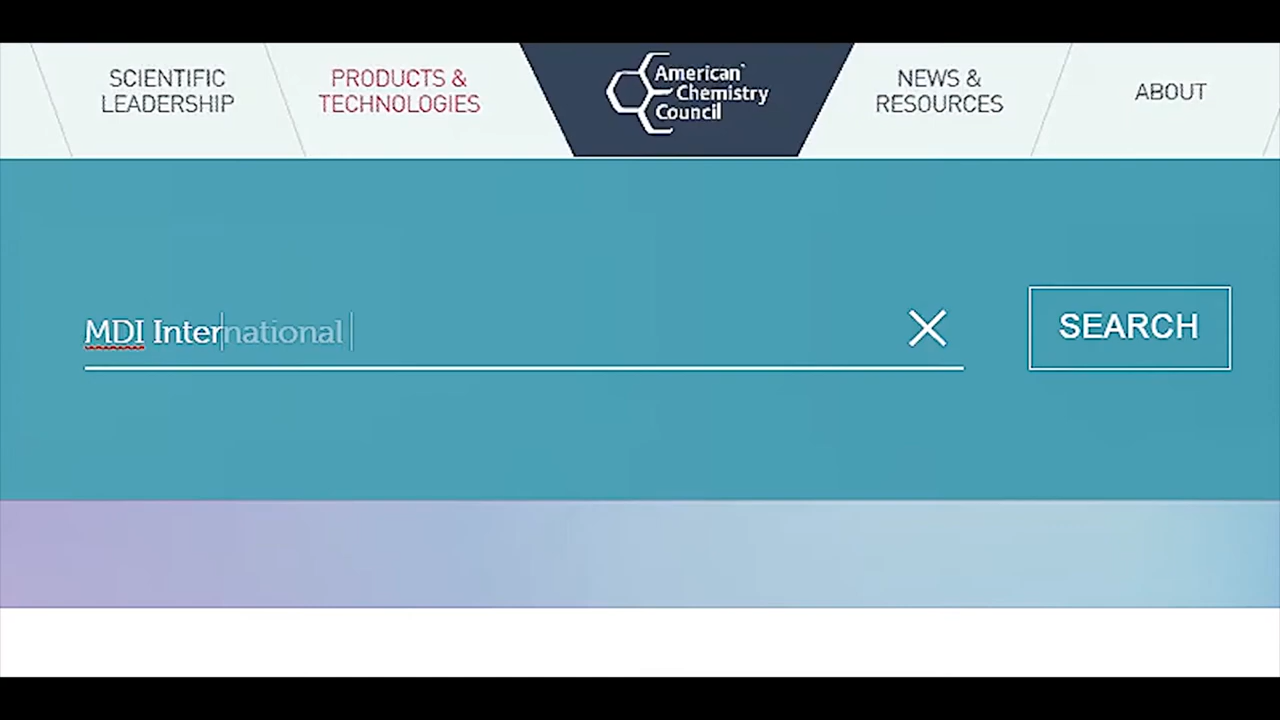 SCIENTIFIC
LEADERSHIP
PRODUCTS &
TECHNOLOGIES
American
Chemistry
Council
NEWS &
RESOURCES
ABOUT
MDI International
SEARCH